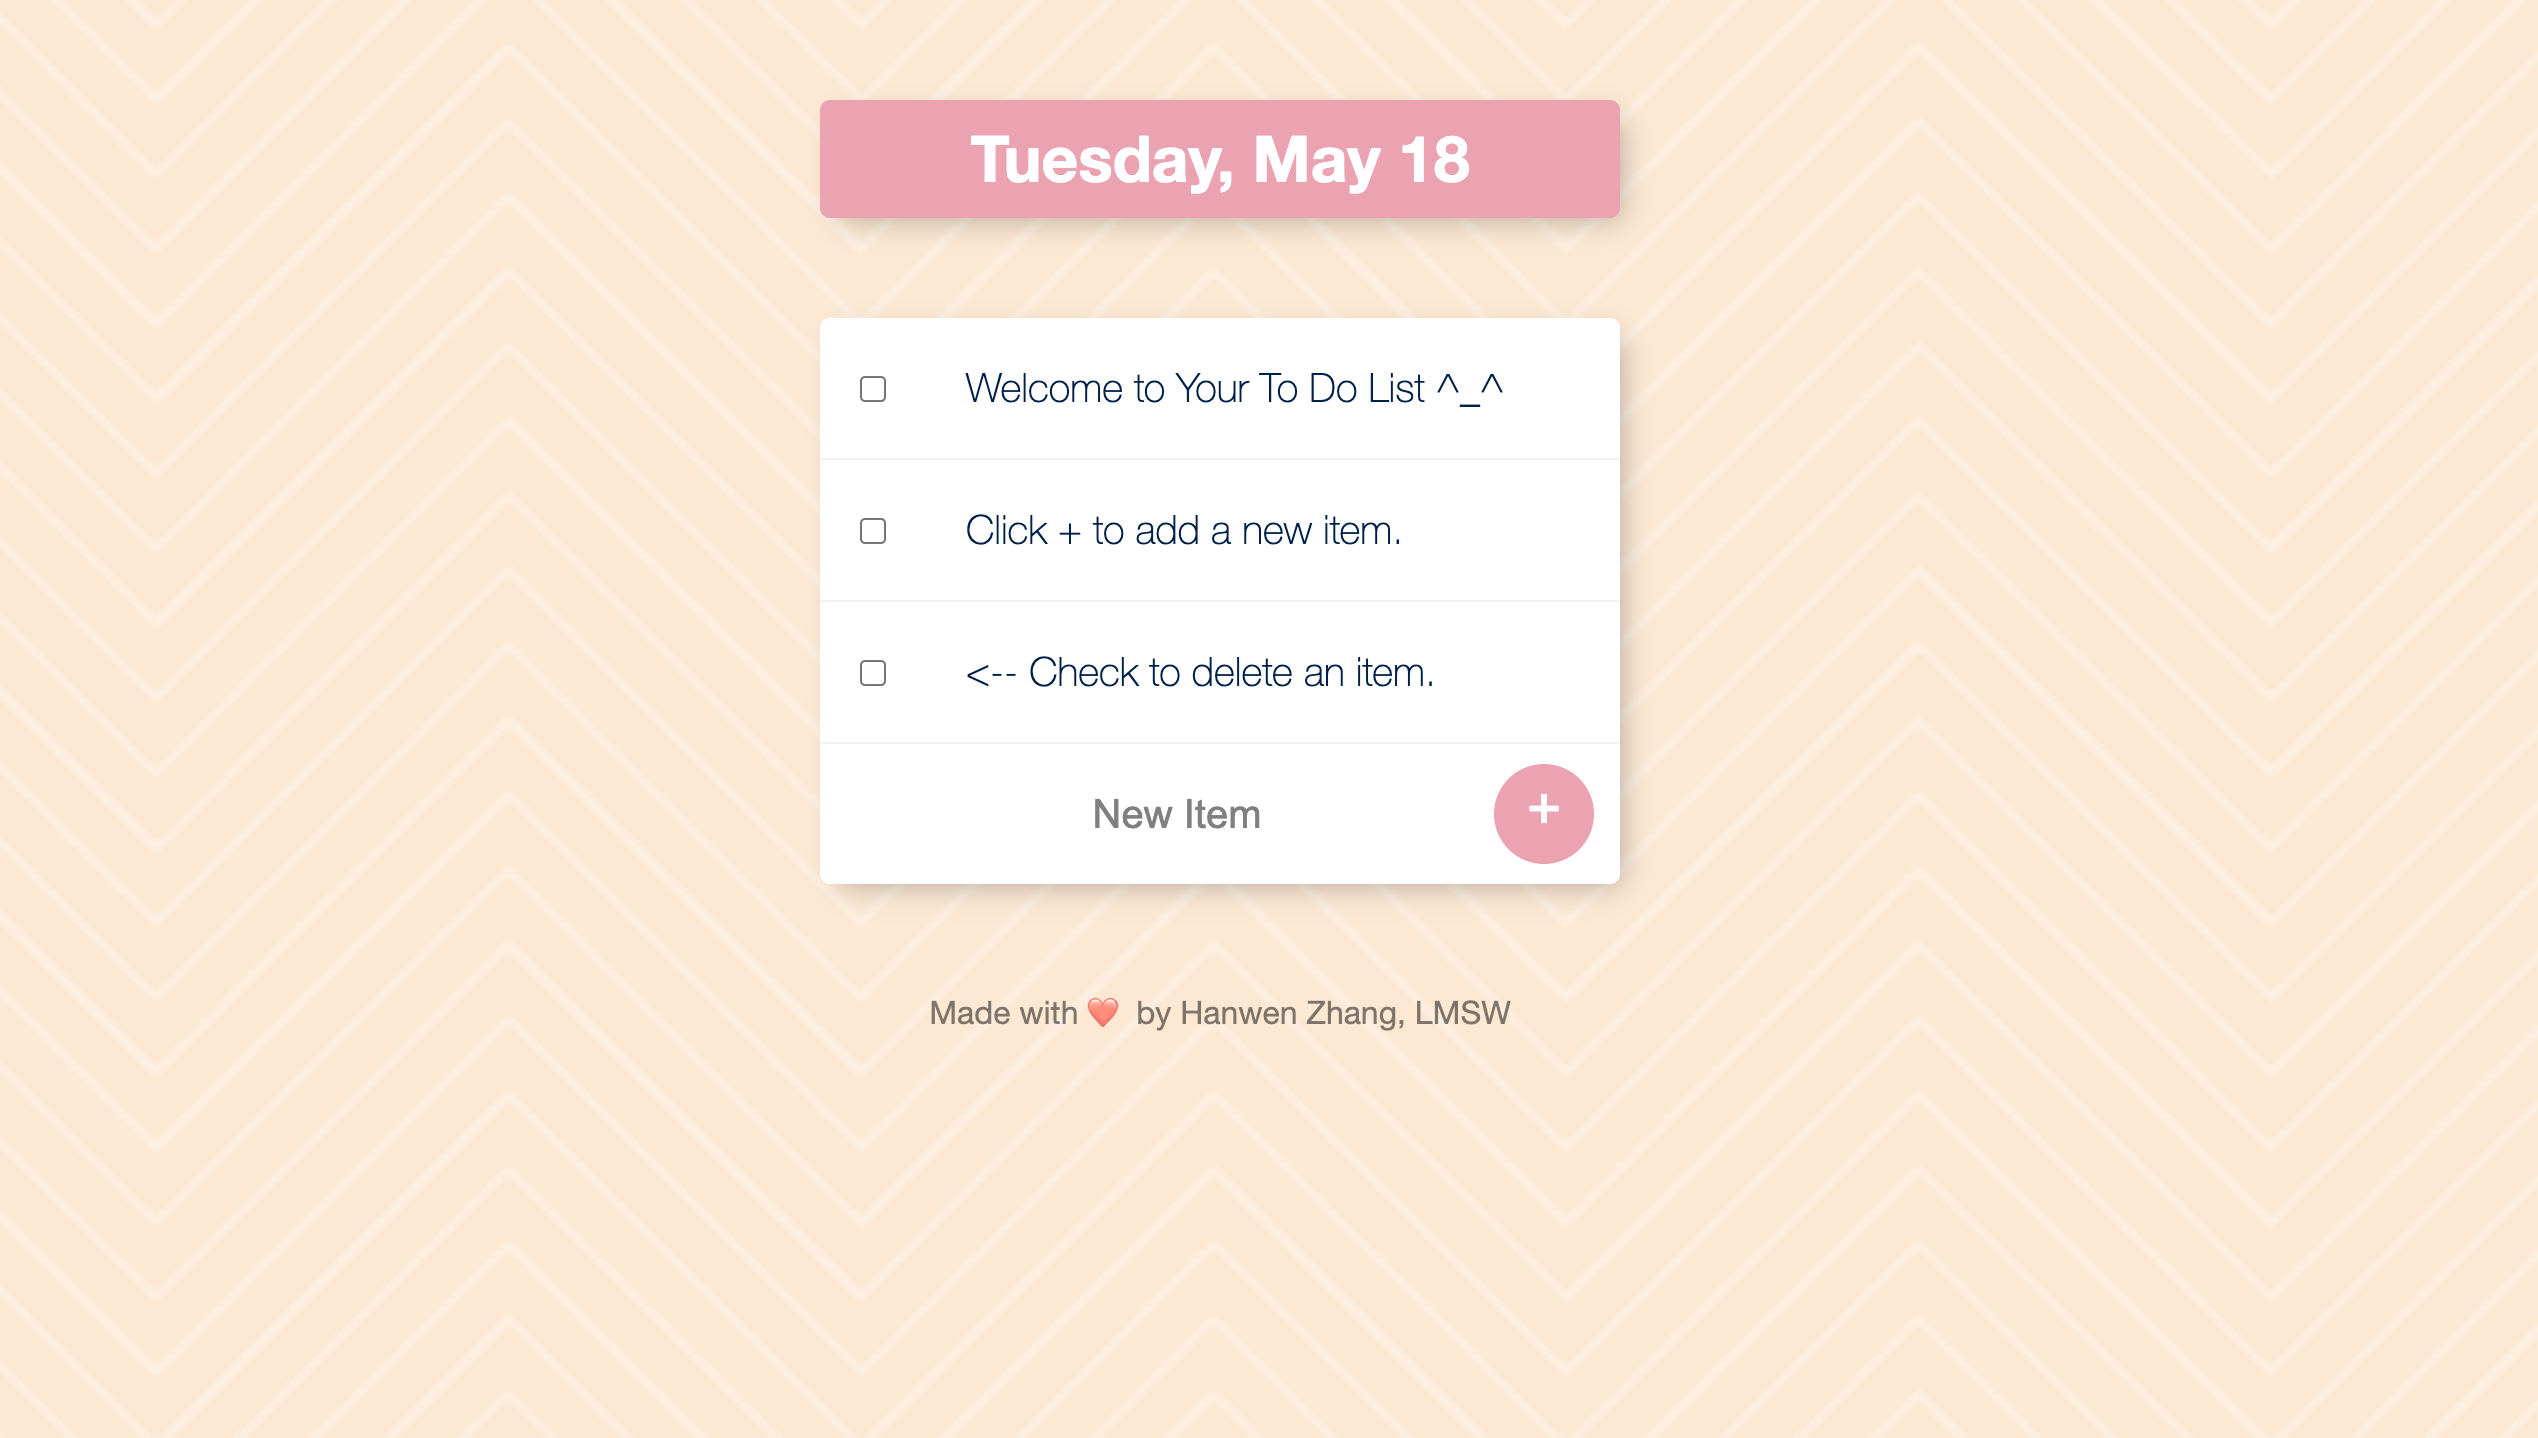 Tuesday, May 18
Welcome to Your To Do List ^_^
Click + to add a new item.
<-- Check to delete an item.
New Item +
Made with ❤️ by Hanwen Zhang, LMSW